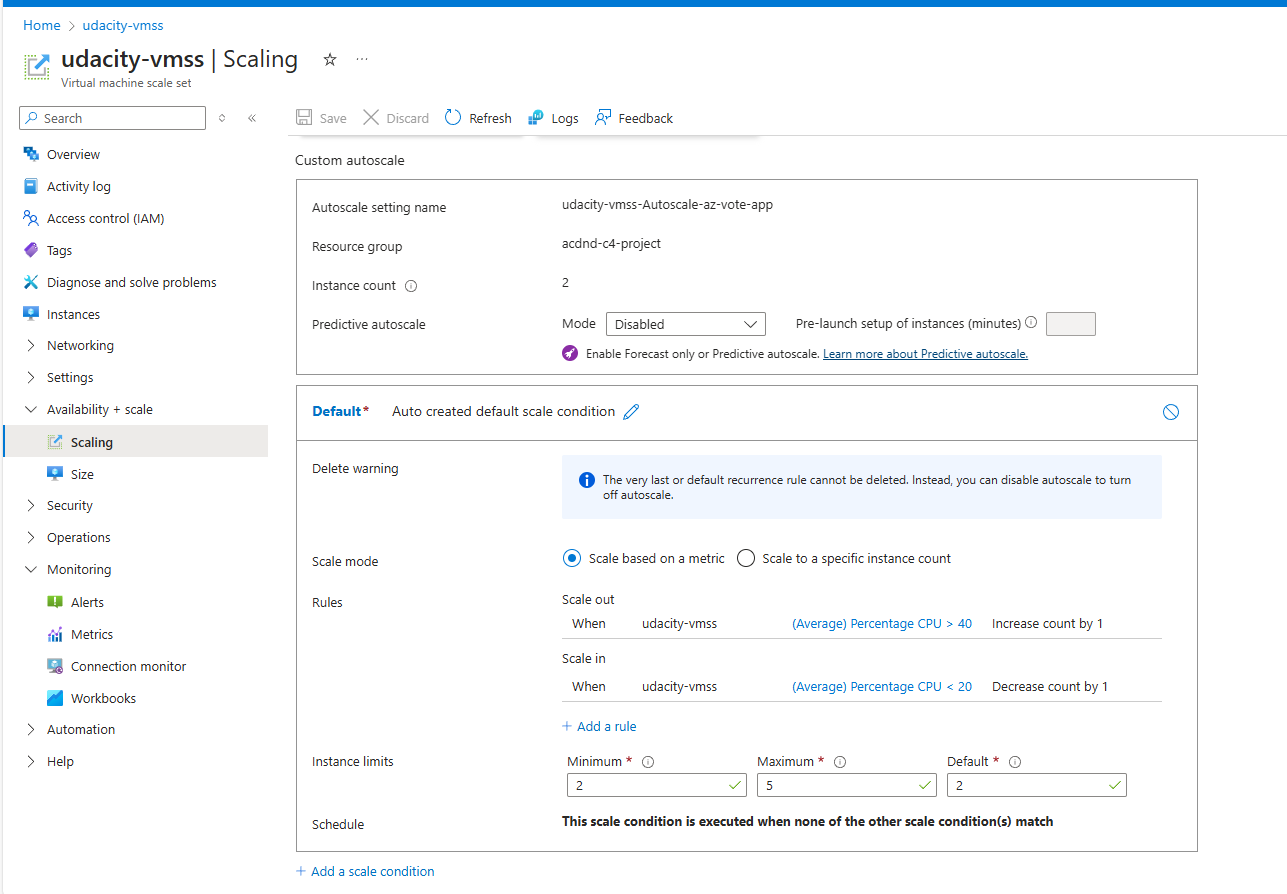 Home > udacity-vmss
udacity-vmss | Scaling ☆ ···
Virtual machine scale set
Search
Save Discard Refresh Logs Feedback
Overview
Activity log
Access control (IAM)
Tags
Diagnose and solve problems
Instances
Networking
Settings
Availability + scale
Scaling
Size
Security
Operations
Monitoring
Alerts
Metrics
Connection monitor
Workbooks
Automation
Help
Custom autoscale
Autoscale setting name udacity-vmss-Autoscale-az-vote-app
Resource group acdnd-c4-project
Instance count 2
Predictive autoscale Mode Disabled Pre-launch setup of instances (minutes)
Enable Forecast only or Predictive autoscale. Learn more about Predictive autoscale.
Default* Auto created default scale condition
Delete warning
The very last or default recurrence rule cannot be deleted. Instead, you can disable autoscale to turn
off autoscale.
Scale mode Scale based on a metric Scale to a specific instance count
Rules
Scale out
When udacity-vmss (Average) Percentage CPU > 40 Increase count by 1
Scale in
When udacity-vmss (Average) Percentage CPU < 20 Decrease count by 1
+ Add a rule
Instance limits
Minimum * Maximum * Default *
2 5 2
Schedule This scale condition is executed when none of the other scale condition(s) match
+ Add a scale condition